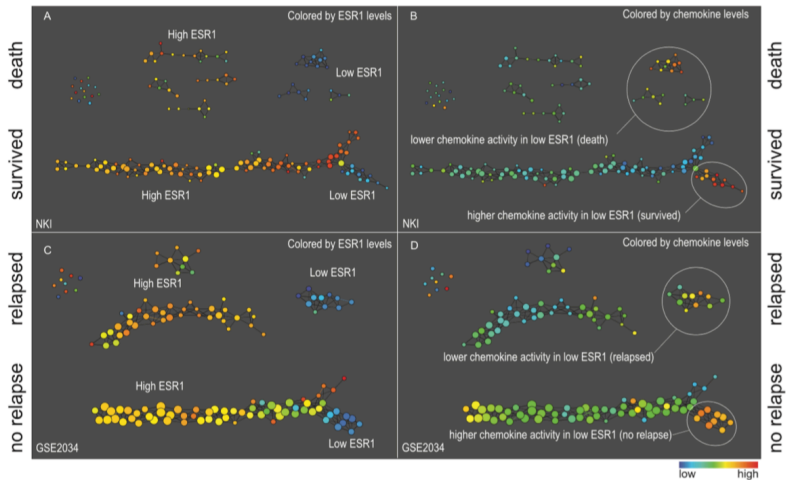 A
Colored by ESR1 levels
High ESR1
Low ESR1
High ESR1
Low ESR1
NKI
B
Colored by chemokine levels
lower chemokine activity in low ESR1 (death)
higher chemokine activity in low ESR1 (survived)
NKI
death
survived
death
survived
C
Colored by ESR1 levels
High ESR1
Low ESR1
High ESR1
Low ESR1
GSE2034
D
Colored by chemokine levels
lower chemokine activity in low ESR1 (relapsed)
higher chemokine activity in low ESR1 (no relapse)
GSE2034
relapsed
no relapse
relapsed
no relapse
low
high